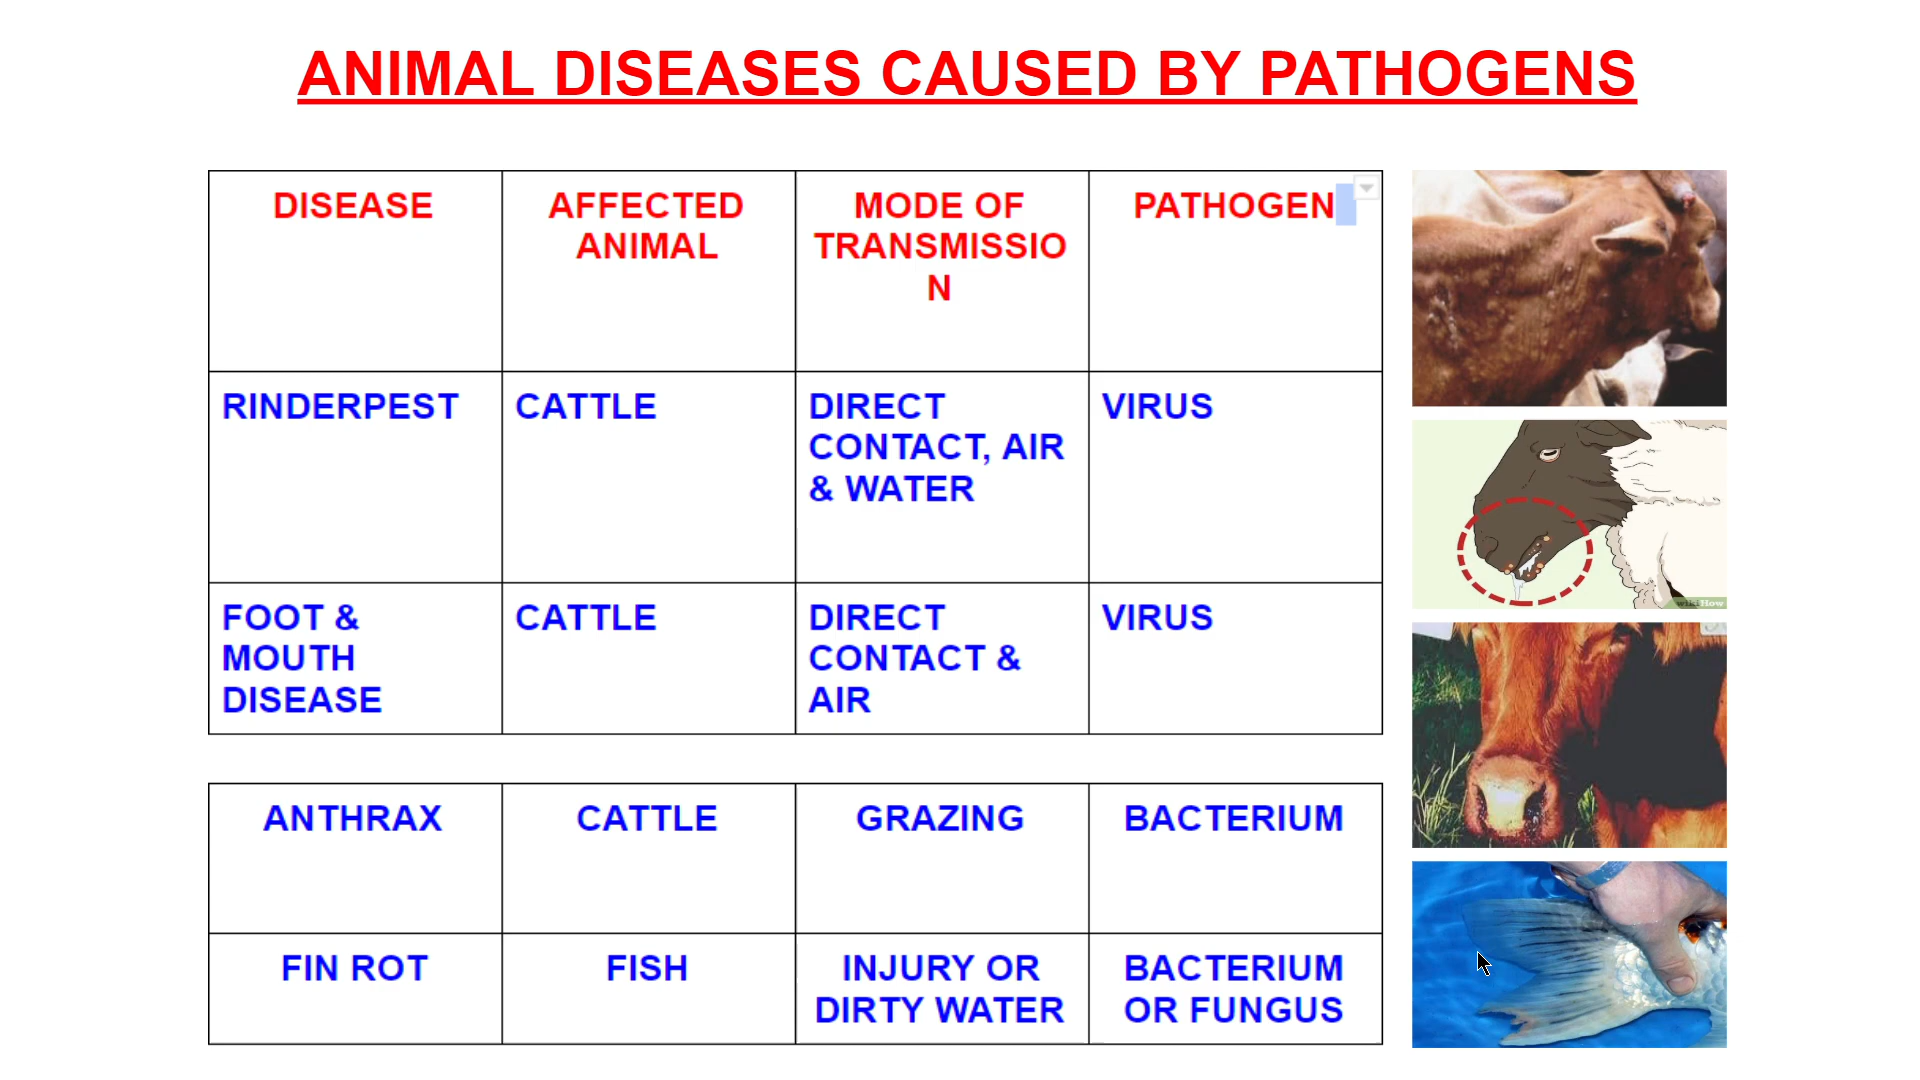 ANIMAL DISEASES CAUSED BY PATHOGENS
DISEASE
AFFECTED
ANIMAL
MODE OF
TRANSMISSIO
N
PATHOGEN
RINDERPEST
CATTLE
DIRECT
CONTACT, AIR
& WATER
VIRUS
FOOT &
MOUTH
DISEASE
CATTLE
DIRECT
CONTACT &
AIR
VIRUS
ANTHRAX
CATTLE
GRAZING
BACTERIUM
FIN ROT
FISH
INJURY OR
DIRTY WATER
BACTERIUM
OR FUNGUS
wikiHow